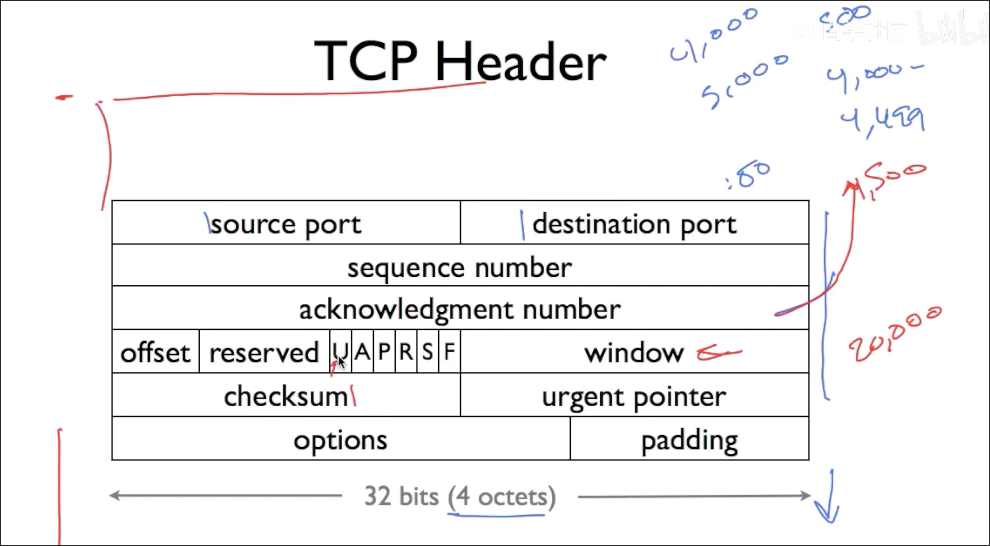 TCP Header
4,000
5,000
500
4,000-
4,499
:80
4,500
source port destination port
sequence number
acknowledgment number
20,000
offset reserved U A P R S F window
checksum urgent pointer
options padding
32 bits (4 octets)